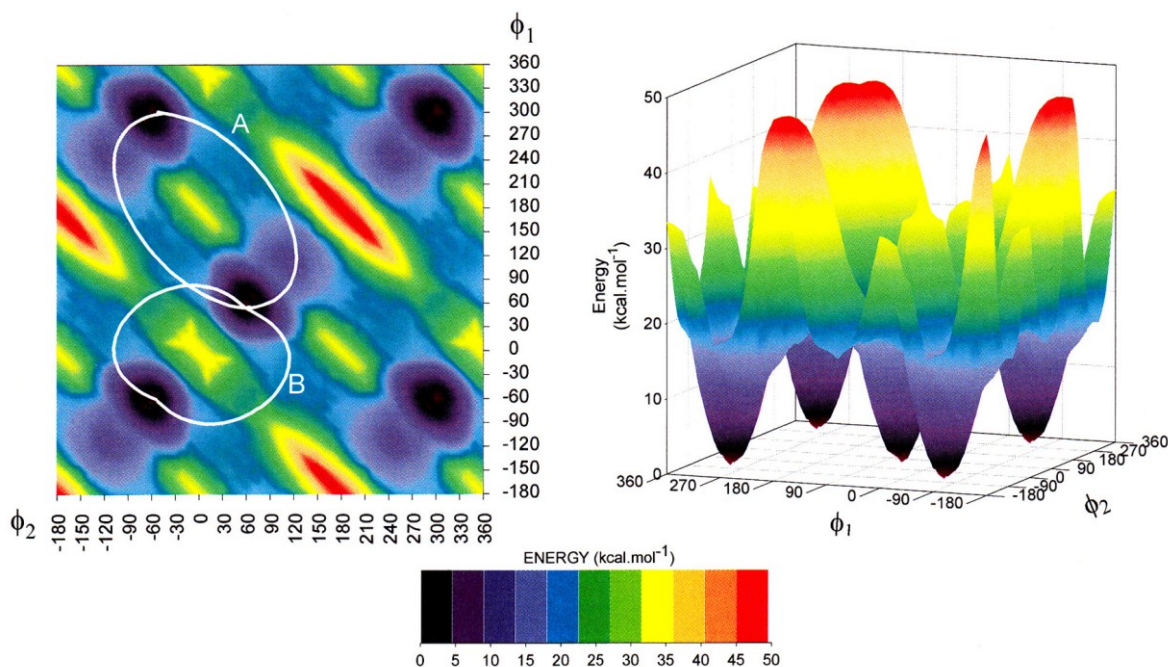 ϕ1
360
330
300
270
240
210
180
150
120
90
60
30
0
-30
-60
-90
-120
-150
-180
A
B
ϕ2
-180 -150 -120 -90 -60 -30 0 30 60 90 120 150 180 210 240 270 300 330 360
50
40
30
20
10
0
Energy
(kcal.mol-1)
360 270 180 90 0 -90 -180
ϕ1
-180 -90 0 90 180 270 360
ϕ2
ENERGY (kcal.mol-1)
0 5 10 15 20 25 30 35 40 45 50